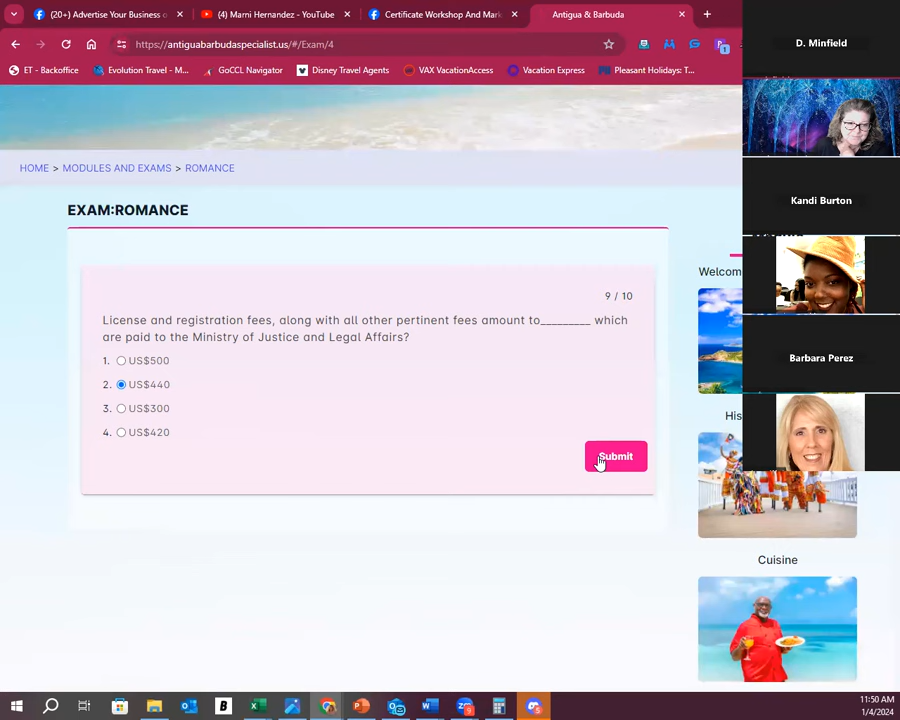 (20+) Advertise Your Business o
(4) Marni Hernandez - YouTube
Certificate Workshop And Mark
Antigua & Barbuda
https://antiguabarbudaspecialist.us/#/Exam/4
ET - Backoffice
Evolution Travel - M...
GoCCL Navigator
Disney Travel Agents
VAX VacationAccess
Vacation Express
Pleasant Holidays: T...
HOME > MODULES AND EXAMS > ROMANCE
EXAM:ROMANCE
9 / 10
License and registration fees, along with all other pertinent fees amount to_________ which
are paid to the Ministry of Justice and Legal Affairs?
1. US$500
2. US$440
3. US$300
4. US$420
Submit
Welcom
His
Cuisine
D. Minfield
Kandi Burton
Barbara Perez
11:50 AM
1/4/2024